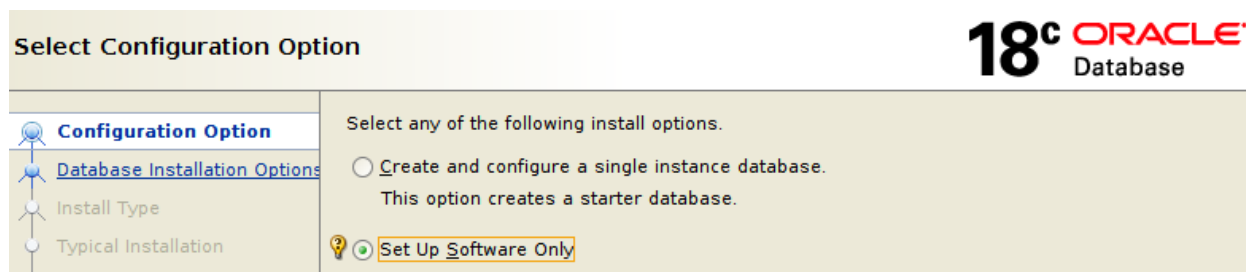 Select Configuration Option
18c ORACLE
Database
Configuration Option
Database Installation Options
Install Type
Typical Installation
Select any of the following install options.
Create and configure a single instance database.
This option creates a starter database.
Set Up Software Only